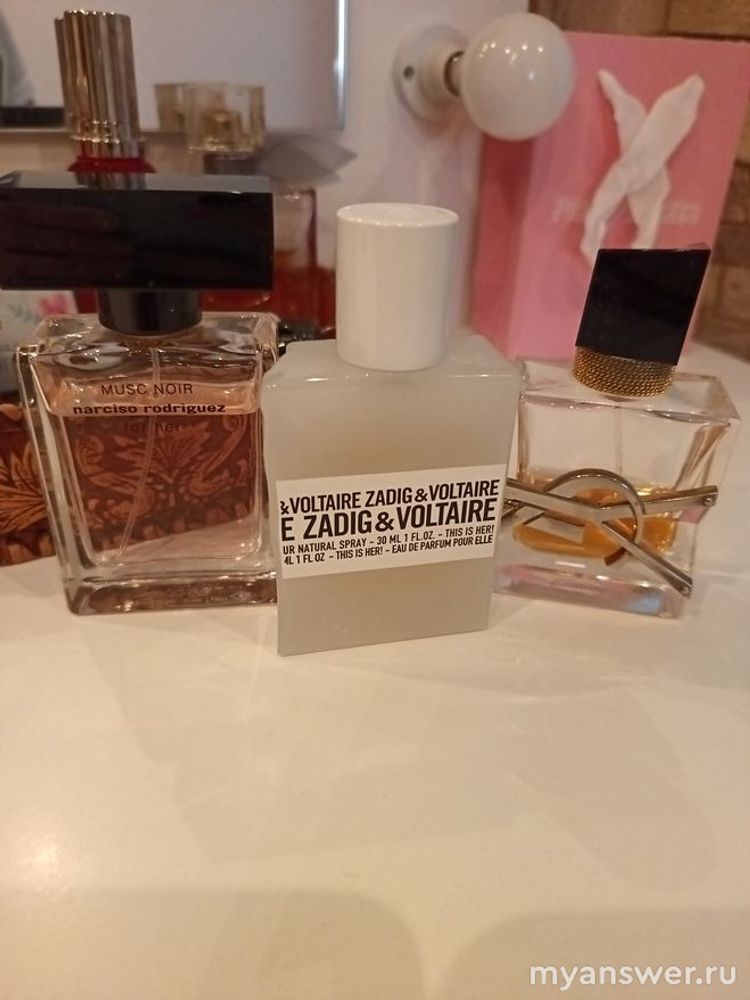 MUSC NOIR
narciso rodriguez
for her
&VOLTAIRE ZADIG&VOLTAIRE
E ZADIG&VOLTAIRE
UR NATURAL SPRAY – 30 ML 1 FL.OZ. – THIS IS HER!
ML 1 FL OZ – THIS IS HER! – EAU DE PARFUM POUR ELLE
myanswer.ru